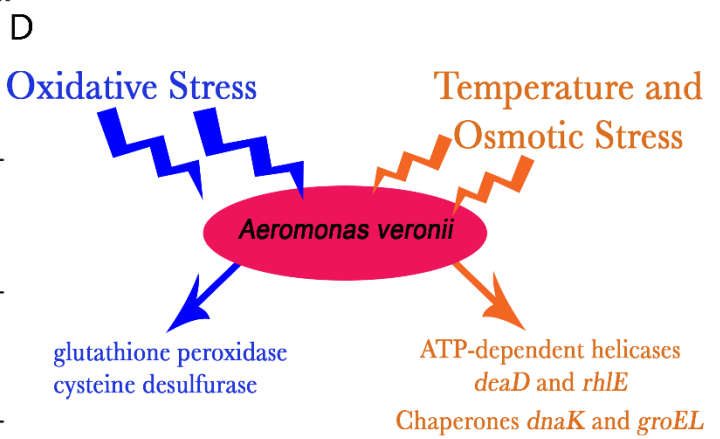 D
Oxidative Stress
Temperature and
Osmotic Stress
Aeromonas veronii
glutathione peroxidase
cysteine desulfurase
ATP-dependent helicases
deaD and rhlE
Chaperones dnaK and groEL